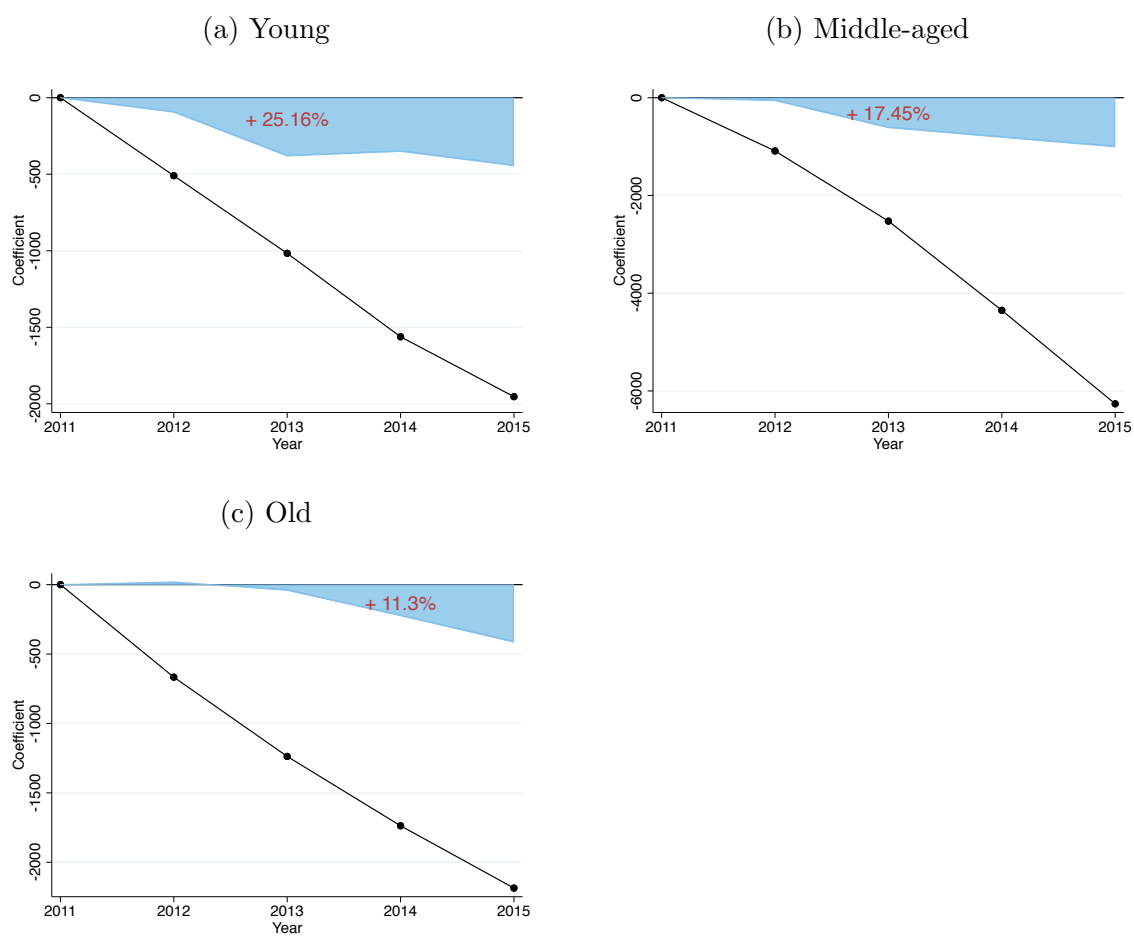 (a) Young
0
-500
-1000
-1500
-2000
Coefficient
+ 25.16%
2011 2012 2013 2014 2015
Year
(b) Middle-aged
0
-2000
-4000
-6000
Coefficient
+ 17.45%
2011 2012 2013 2014 2015
Year
(c) Old
0
-500
-1000
-1500
-2000
Coefficient
+ 11.3%
2011 2012 2013 2014 2015
Year